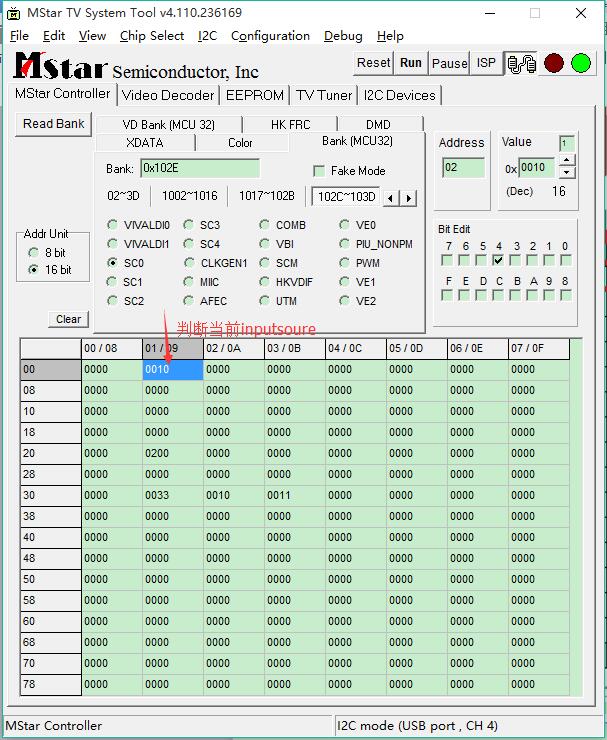 MStar TV System Tool v4.110.236169
File Edit View Chip Select I2C Configuration Debug Help
MStar Semiconductor, Inc
Reset Run Pause ISP
MStar Controller Video Decoder EEPROM TV Tuner I2C Devices
Read Bank
VD Bank (MCU 32) HK FRC DMD
XDATA Color Bank (MCU32)
Bank: 0x102E Fake Mode
02~3D 1002~1016 1017~102B 102C~103D
Address
02
Value 1
0x 0010
(Dec) 16
Addr Unit
8 bit
16 bit
Clear
VIVALDI0 SC3 COMB VE0
VIVALDI1 SC4 VBI PIU_NONPM
SC0 CLKGEN1 SCM PWM
SC1 MIIC HKVDIF VE1
SC2 AFEC UTM VE2
Bit Edit
7 6 5 4 3 2 1 0
F E D C B A 9 8
判断当前inputsoure
00 / 08 01 / 09 02 / 0A 03 / 0B 04 / 0C 05 / 0D 06 / 0E 07 / 0F
00 0000 0010 0000 0000 0000 0000 0000 0000
08 0000 0000 0000 0000 0000 0000 0000 0000
10 0000 0000 0000 0000 0000 0000 0000 0000
18 0000 0000 0000 0000 0000 0000 0000 0000
20 0000 0200 0000 0000 0000 0000 0000 0000
28 0000 0000 0000 0000 0000 0000 0000 0000
30 0000 0033 0010 0011 0000 0000 0000 0000
38 0000 0000 0000 0000 0000 0000 0000 0000
40 0000 0000 0000 0000 0000 0000 0000 0000
48 0000 0000 0000 0000 0000 0000 0000 0000
50 0000 0000 0000 0000 0000 0000 0000 0000
58 0000 0000 0000 0000 0000 0000 0000 0000
60 0000 0000 0000 0000 0000 0000 0000 0000
68 0000 0000 0000 0000 0000 0000 0000 0000
70 0000 0000 0000 0000 0000 0000 0000 0000
78 0000 0000 0000 0000 0000 0000 0000 0000
MStar Controller I2C mode (USB port , CH 4)